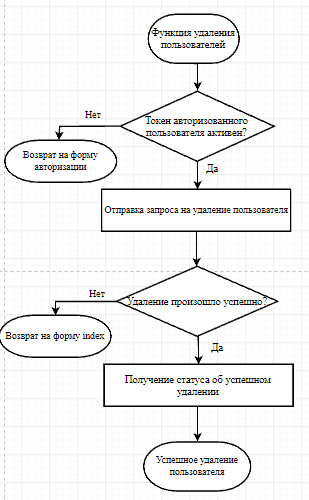 Функция удаления
пользователей
Нет
Токен авторизованного
пользователя активен?
Возврат на форму
авторизации
Да
Отправка запроса на удаление пользователя
Нет
Удаление произошло успешно?
Возврат на форму index
Да
Получение статуса об успешном
удалении
Успешное удаление
пользователя